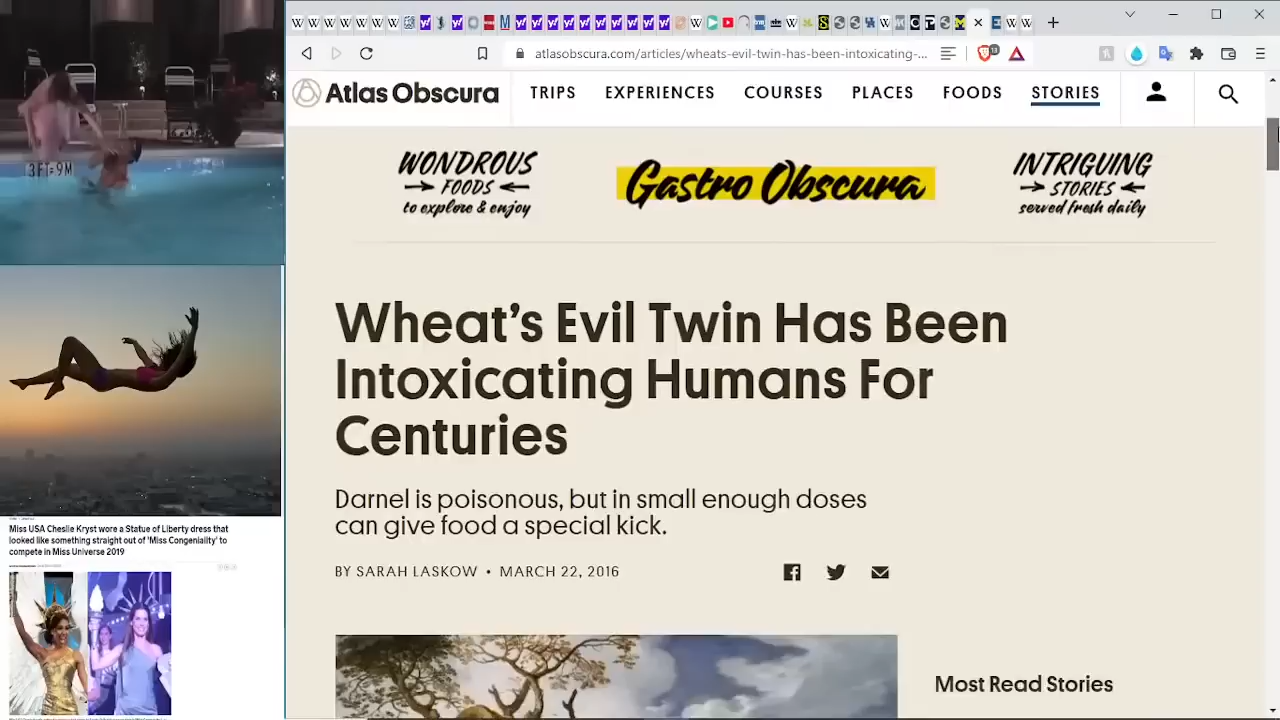 3 FT=9M
Miss USA Cheslie Kryst wore a Statue of Liberty dress that
looked like something straight out of 'Miss Congeniality' to
compete in Miss Universe 2019
atlasobscura.com/articles/wheats-evil-twin-has-been-intoxicating-...
Atlas Obscura
TRIPS EXPERIENCES COURSES PLACES FOODS STORIES
WONDROUS
FOODS
to explore & enjoy
Gastro Obscura
INTRIGUING
STORIES
served fresh daily
Wheat's Evil Twin Has Been
Intoxicating Humans For
Centuries
Darnel is poisonous, but in small enough doses
can give food a special kick.
BY SARAH LASKOW • MARCH 22, 2016
Most Read Stories